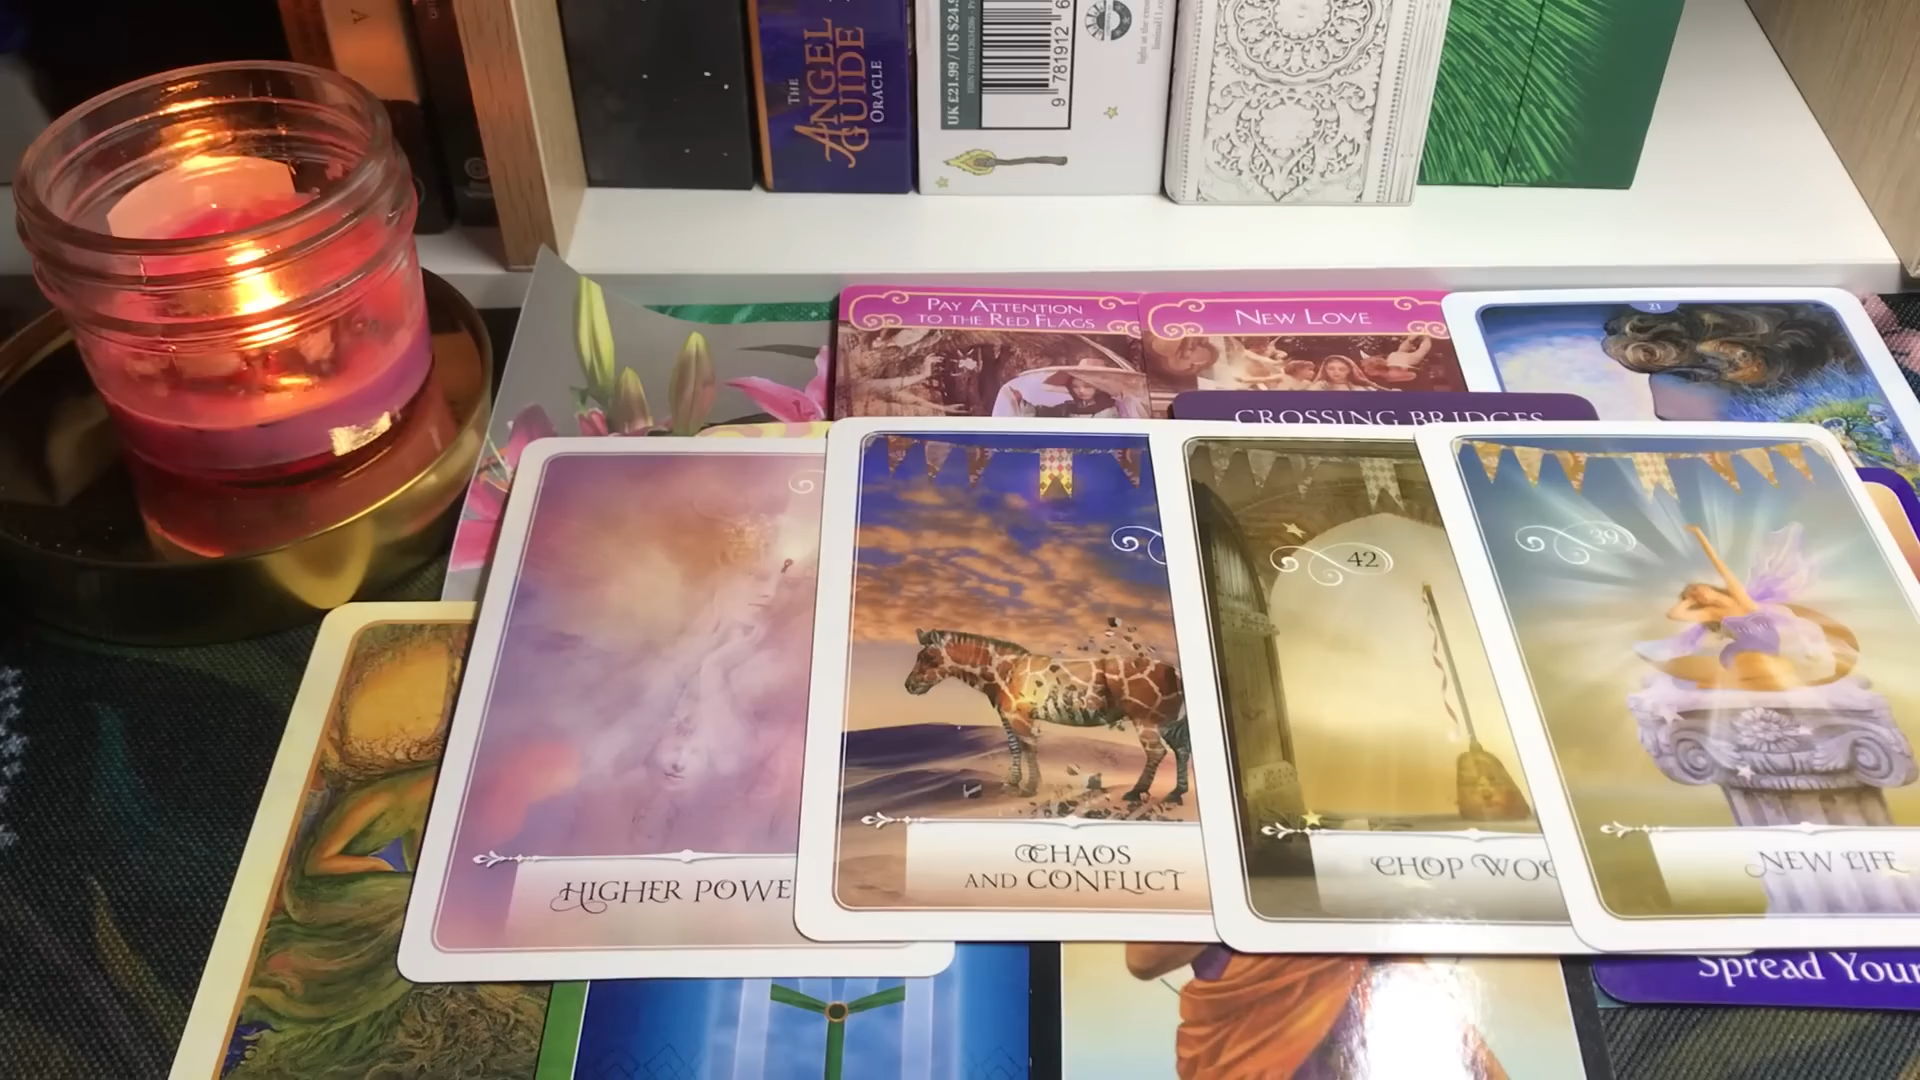 THE
ANGEL
GUIDE
ORACLE
UK £21.99 / US $24.9
9 781912 6
PAY ATTENTION
TO THE RED FLAGS
NEW LOVE
21
CROSSING BRIDGES
42
39
HIGHER POWE
CHAOS
AND CONFLICT
CHOP WOO
NEW LIFE
Spread Your